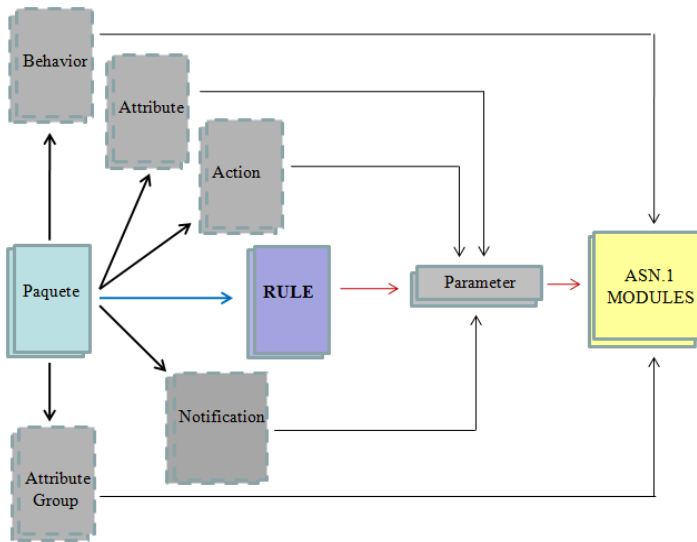 Behavior
Attribute
Action
Paquete
RULE
Parameter
ASN.1
MODULES
Notification
Attribute
Group